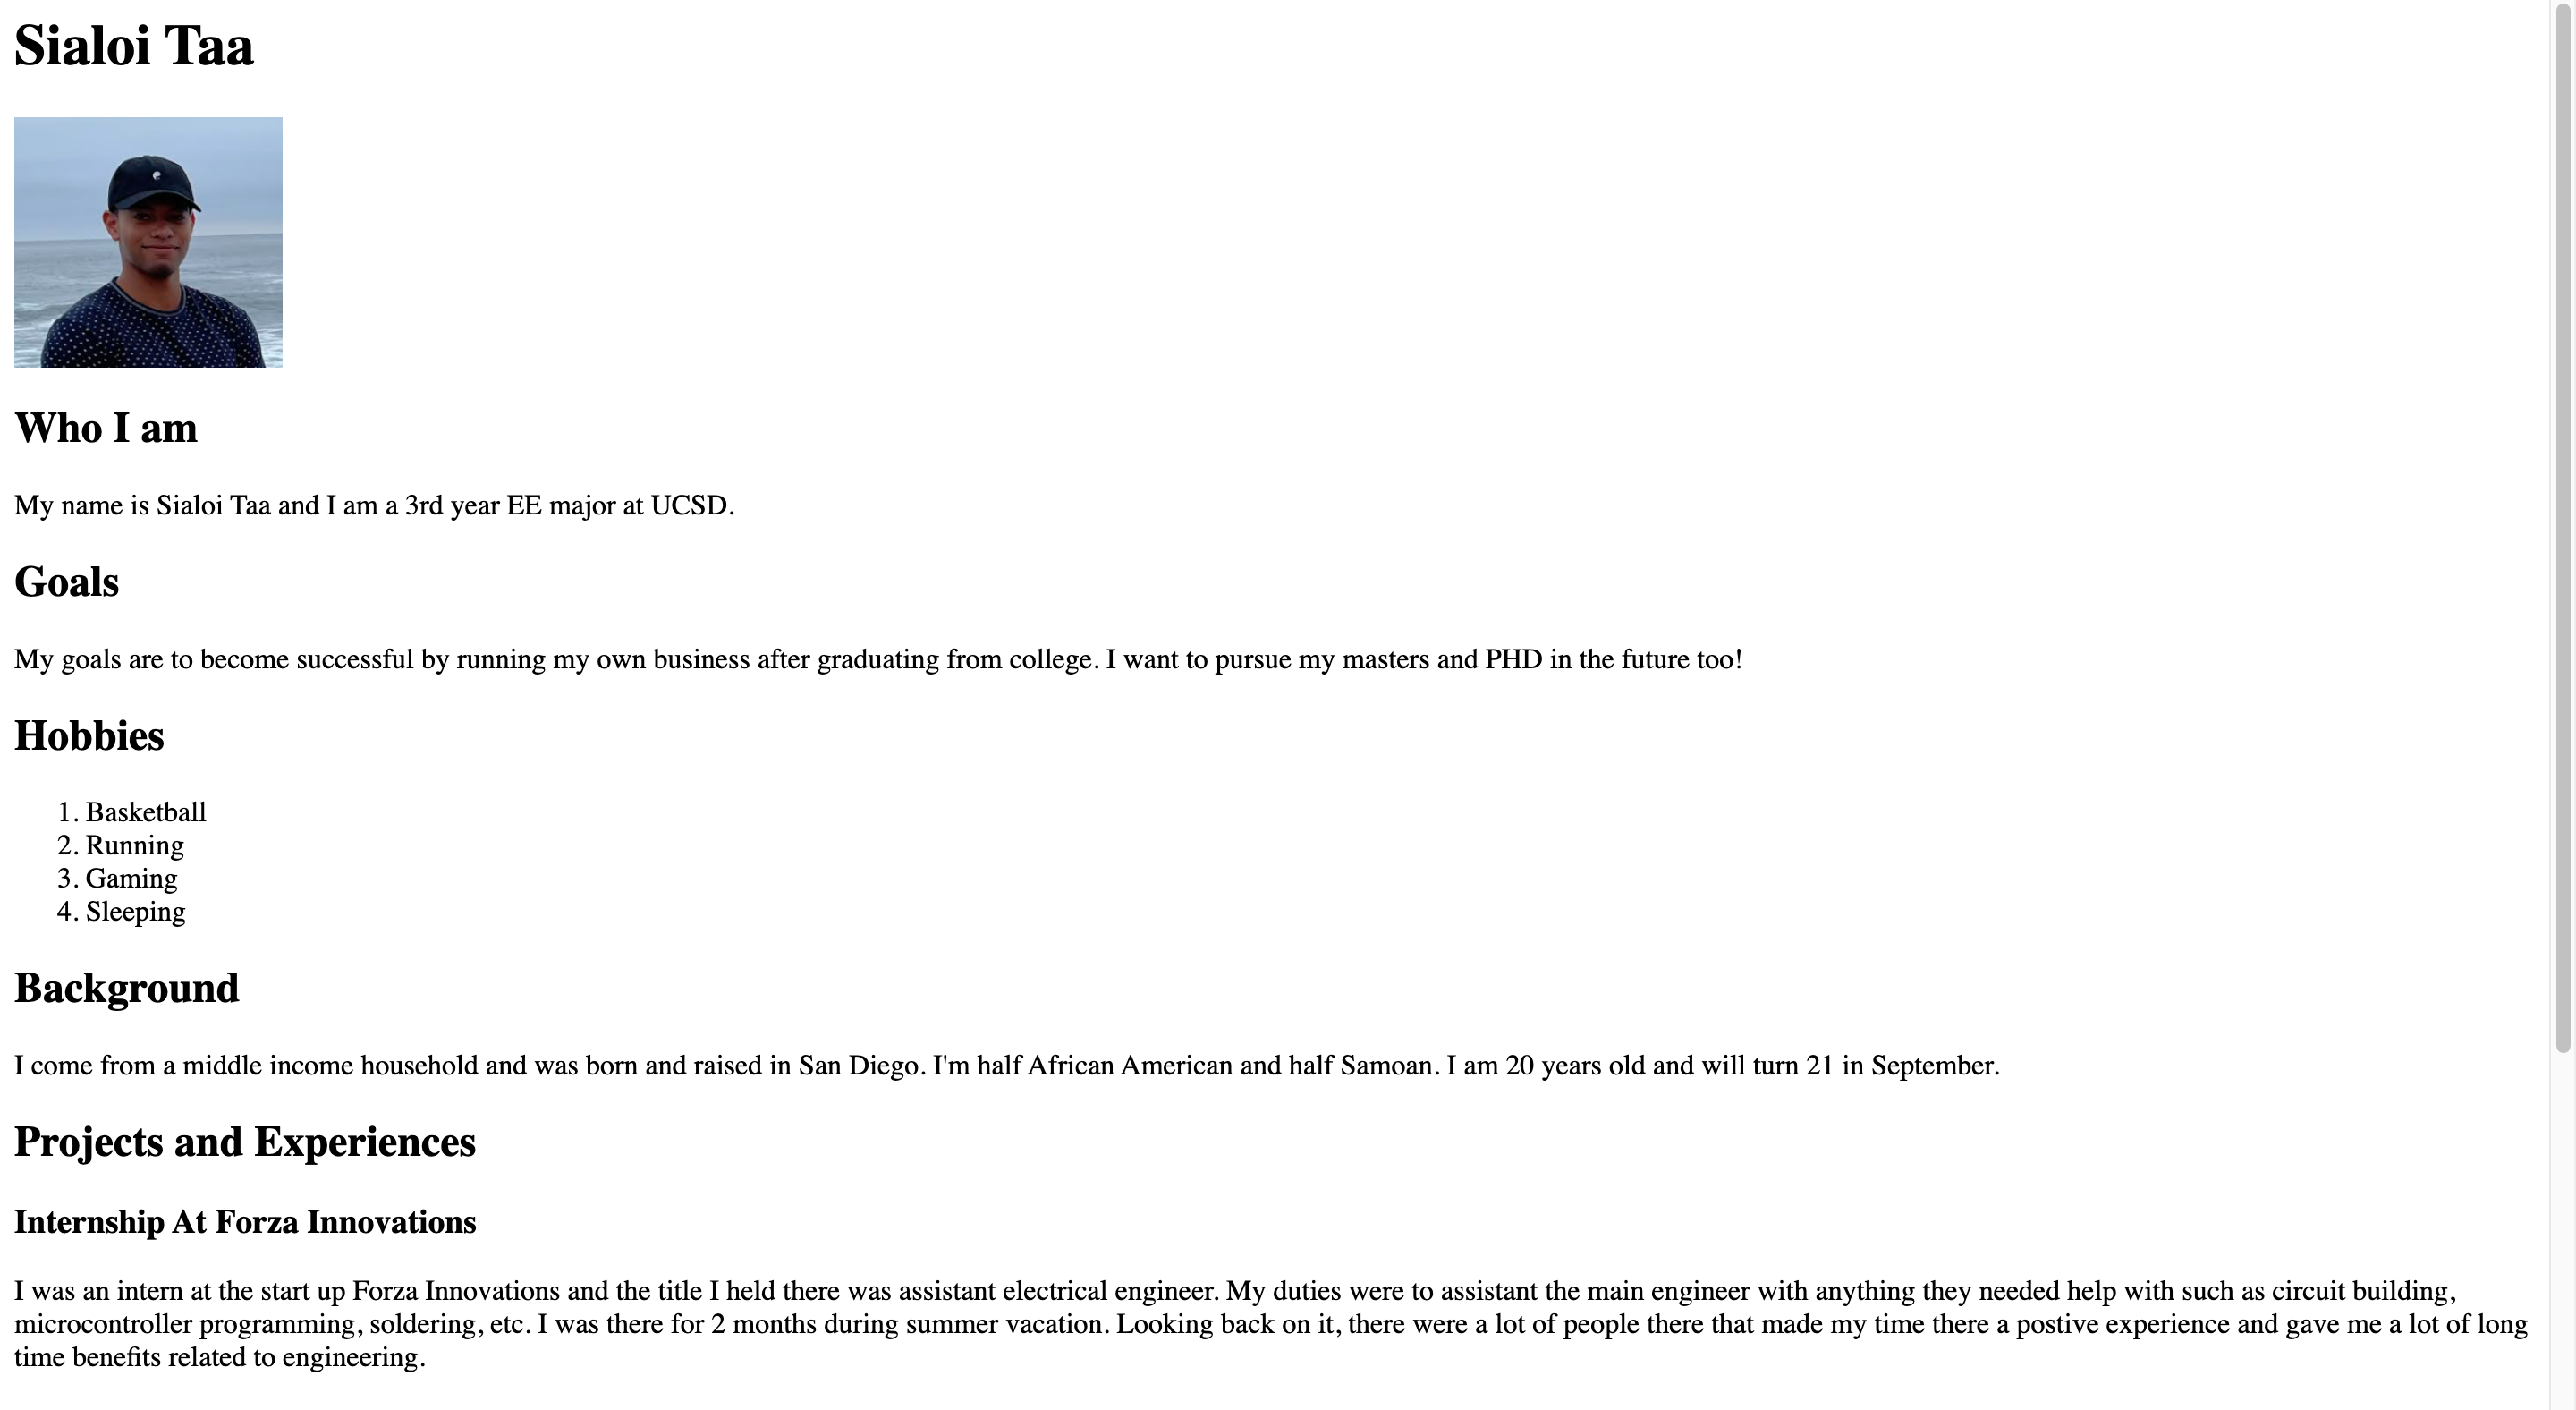 Sialoi Taa
Who I am
My name is Sialoi Taa and I am a 3rd year EE major at UCSD.
Goals
My goals are to become successful by running my own business after graduating from college. I want to pursue my masters and PHD in the future too!
Hobbies
1. Basketball
2. Running
3. Gaming
4. Sleeping
Background
I come from a middle income household and was born and raised in San Diego. I'm half African American and half Samoan. I am 20 years old and will turn 21 in September.
Projects and Experiences
Internship At Forza Innovations
I was an intern at the start up Forza Innovations and the title I held there was assistant electrical engineer. My duties were to assistant the main engineer with anything they needed help with such as circuit building,
microcontroller programming, soldering, etc. I was there for 2 months during summer vacation. Looking back on it, there were a lot of people there that made my time there a postive experience and gave me a lot of long
time benefits related to engineering.